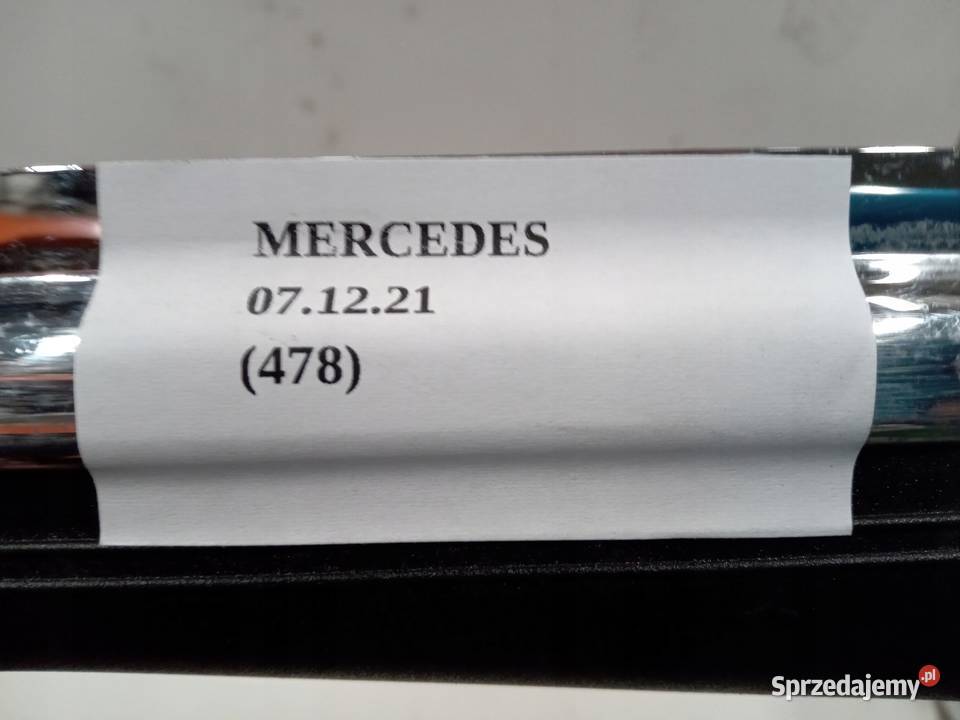 MERCEDES
07.12.21
(478)
Sprzedajemy.pl